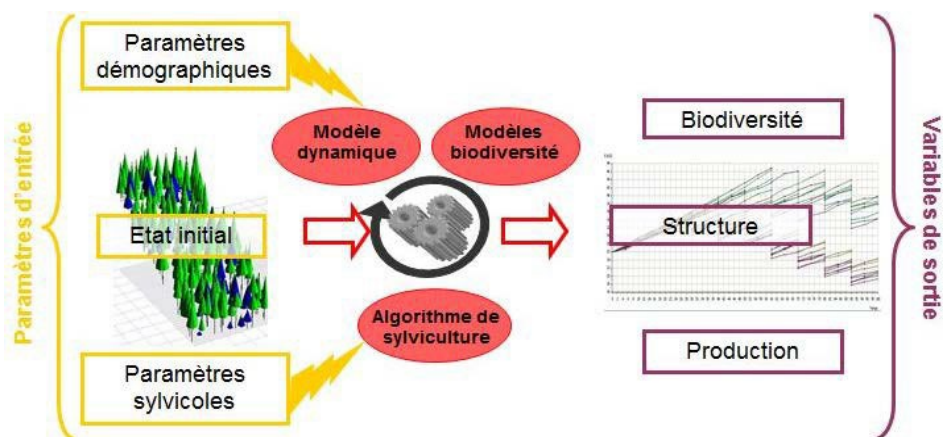 Paramètres d'entrée
Paramètres
démographiques
Etat initial
Paramètres
sylvicoles
Modèle
dynamique
Modèles
biodiversité
Algorithme de
sylviculture
Biodiversité
Structure
Production
Variables de sortie